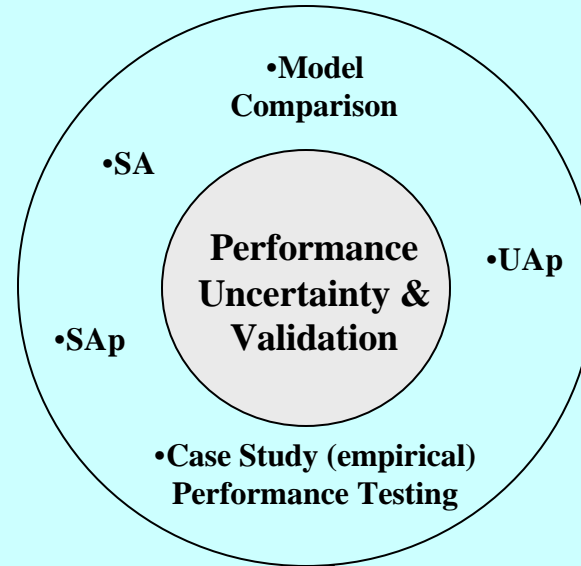 •Model
Comparison
•SA
Performance
Uncertainty &
Validation
•UAp
•SAp
•Case Study (empirical)
Performance Testing